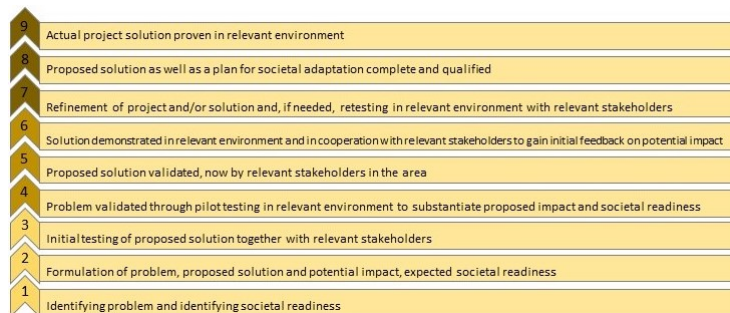 9
Actual project solution proven in relevant environment
8
Proposed solution as well as a plan for societal adaptation complete and qualified
7
Refinement of project and/or solution and, if needed, retesting in relevant environment with relevant stakeholders
6
Solution demonstrated in relevant environment and in cooperation with relevant stakeholders to gain initial feedback on potential impact
5
Proposed solution validated, now by relevant stakeholders in the area
4
Problem validated through pilot testing in relevant environment to substantiate proposed impact and societal readiness
3
Initial testing of proposed solution together with relevant stakeholders
2
Formulation of problem, proposed solution and potential impact, expected societal readiness
1
Identifying problem and identifying societal readiness